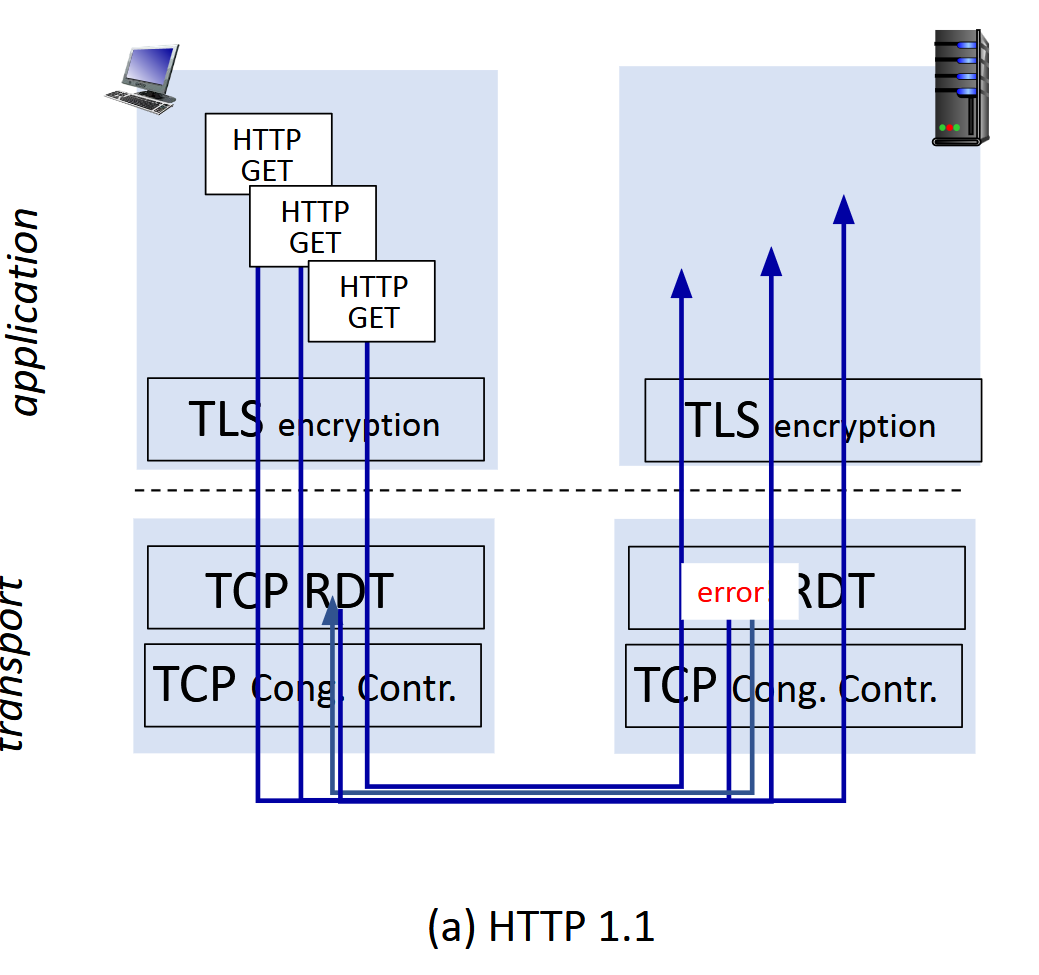 HTTP
GET
HTTP
GET
HTTP
GET
application
TLS encryption
TLS encryption
transport
TCP RDT
error!
RDT
TCP Cong. Contr.
TCP Cong. Contr.
(a) HTTP 1.1